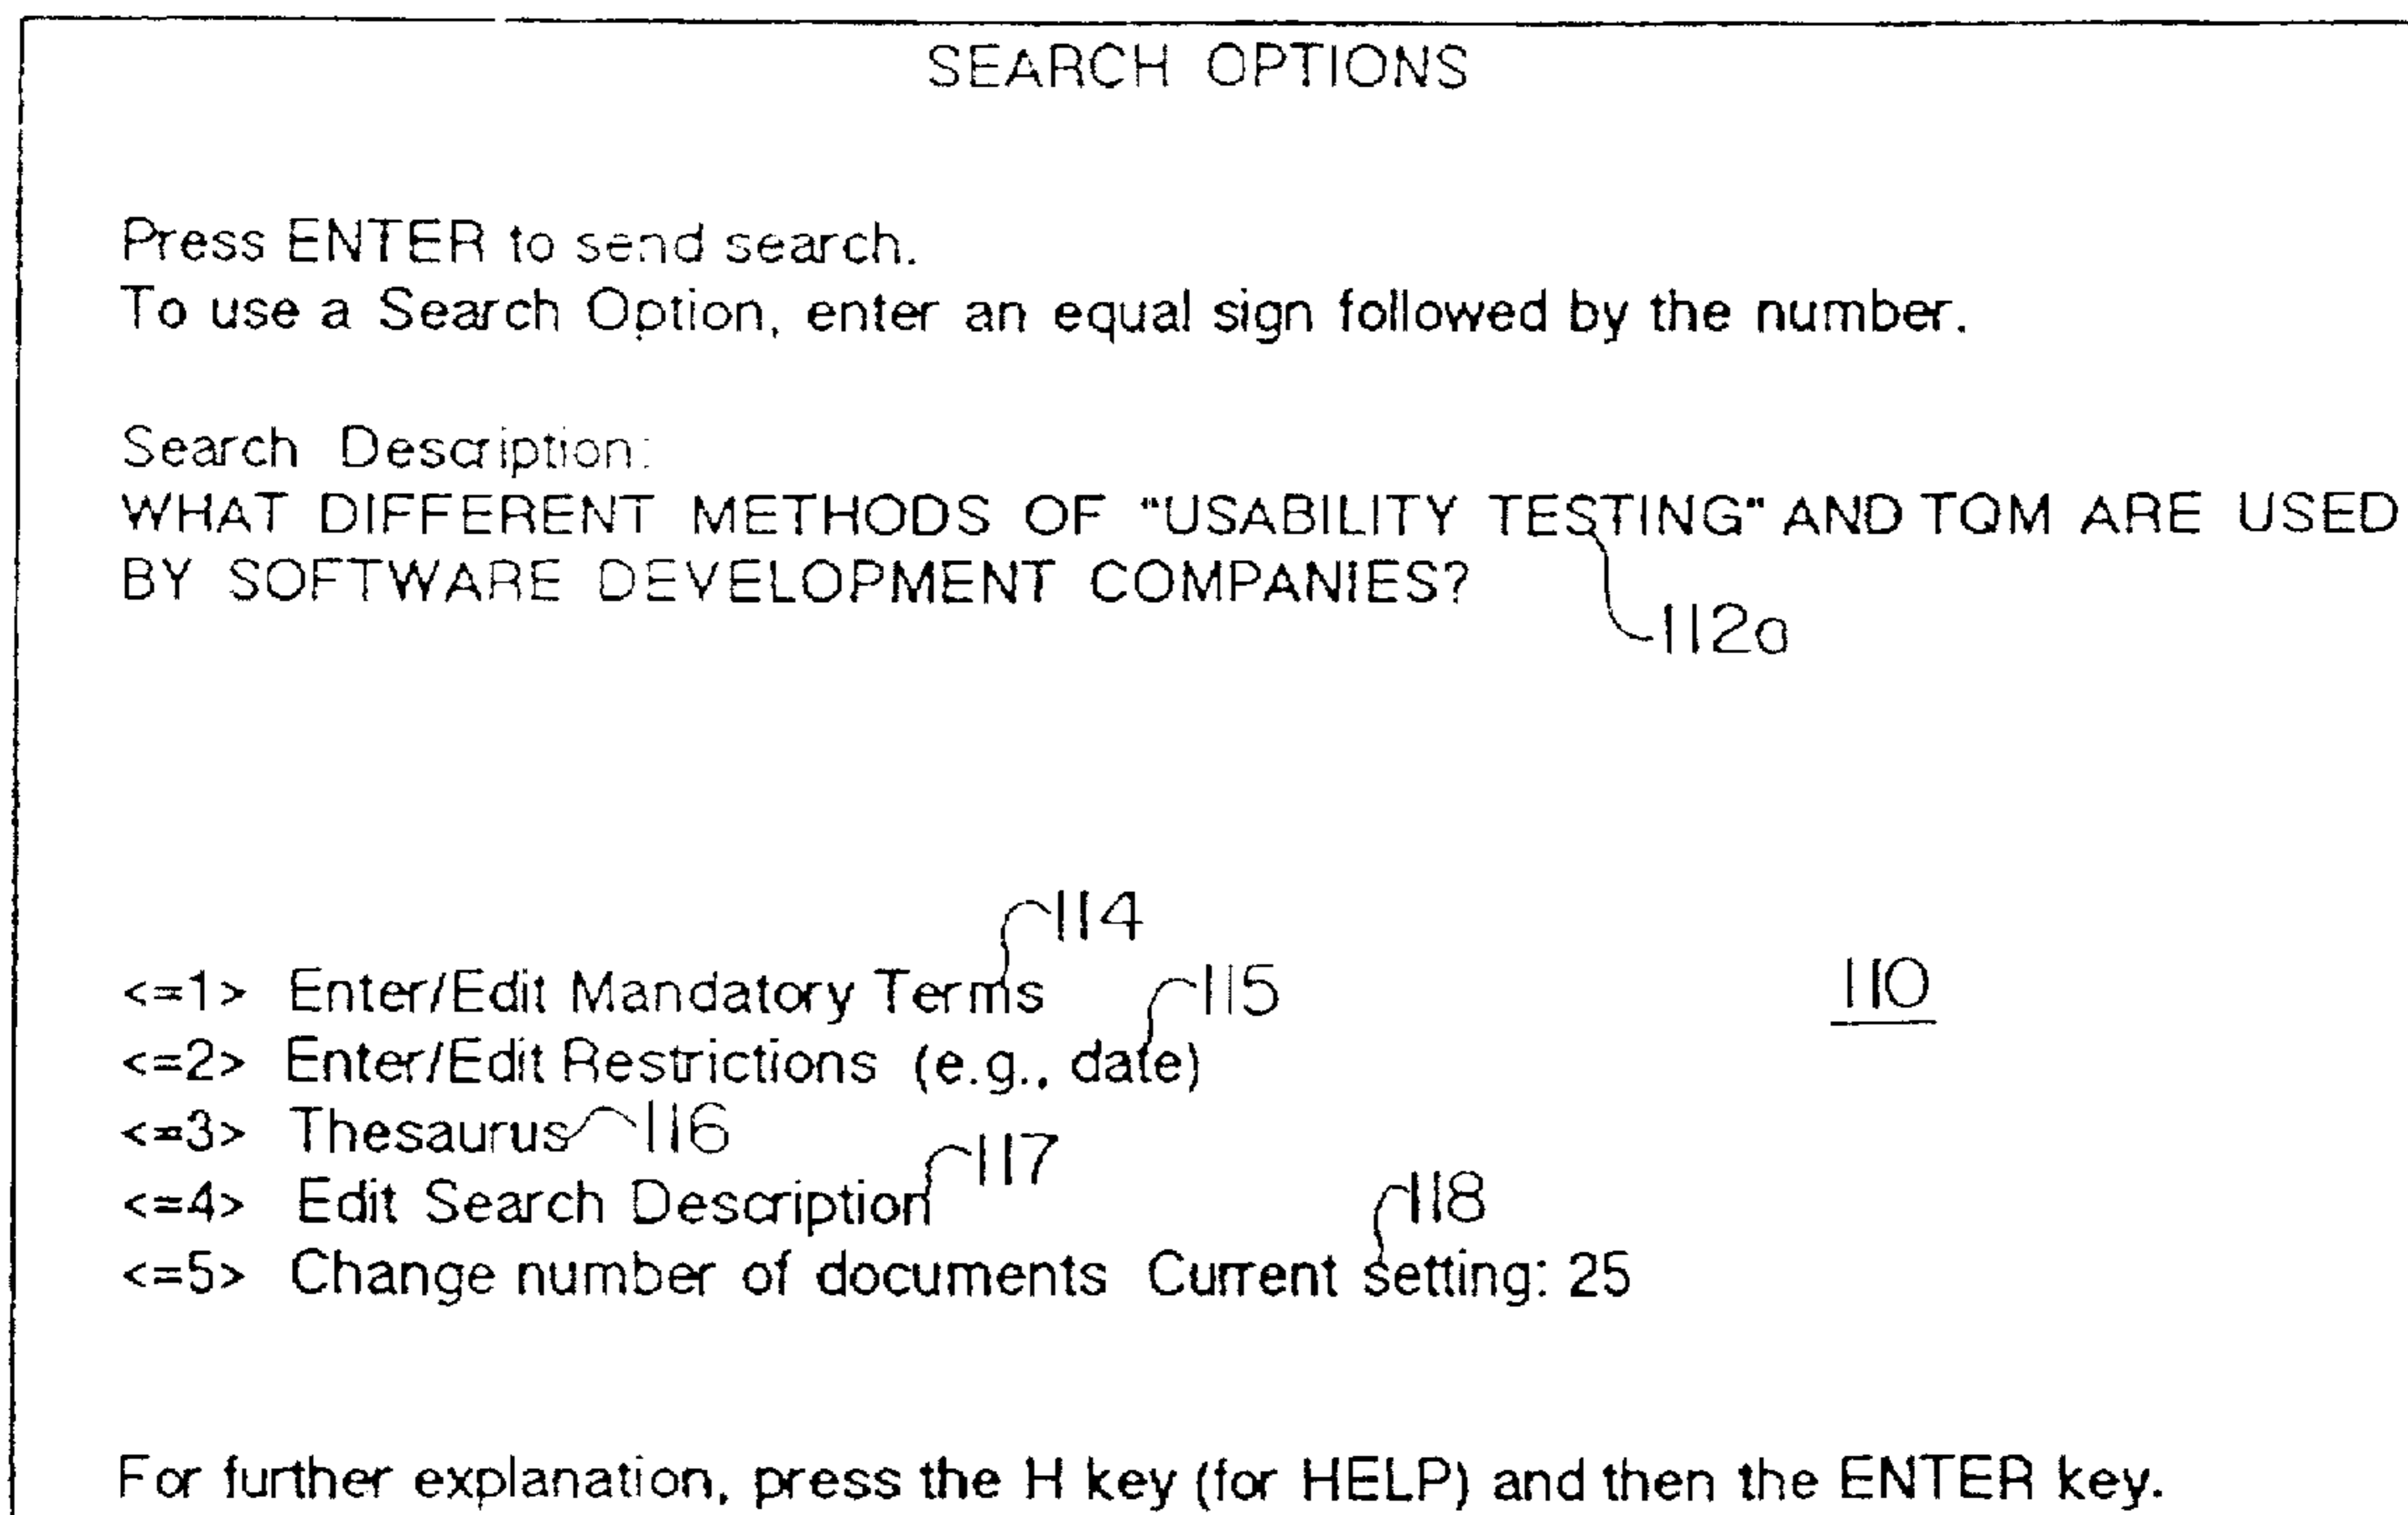 SEARCH OPTIONS
Press ENTER to send search.
To use a Search Option, enter an equal sign followed by the number.
Search Description:
WHAT DIFFERENT METHODS OF "USABILITY TESTING" AND TQM ARE USED
BY SOFTWARE DEVELOPMENT COMPANIES?
112a
114
<=1> Enter/Edit Mandatory Terms
115
110
<=2> Enter/Edit Restrictions (e.g., date)
<=3> Thesaurus 116
117
<=4> Edit Search Description
118
<=5> Change number of documents Current setting: 25
For further explanation, press the H key (for HELP) and then the ENTER key.